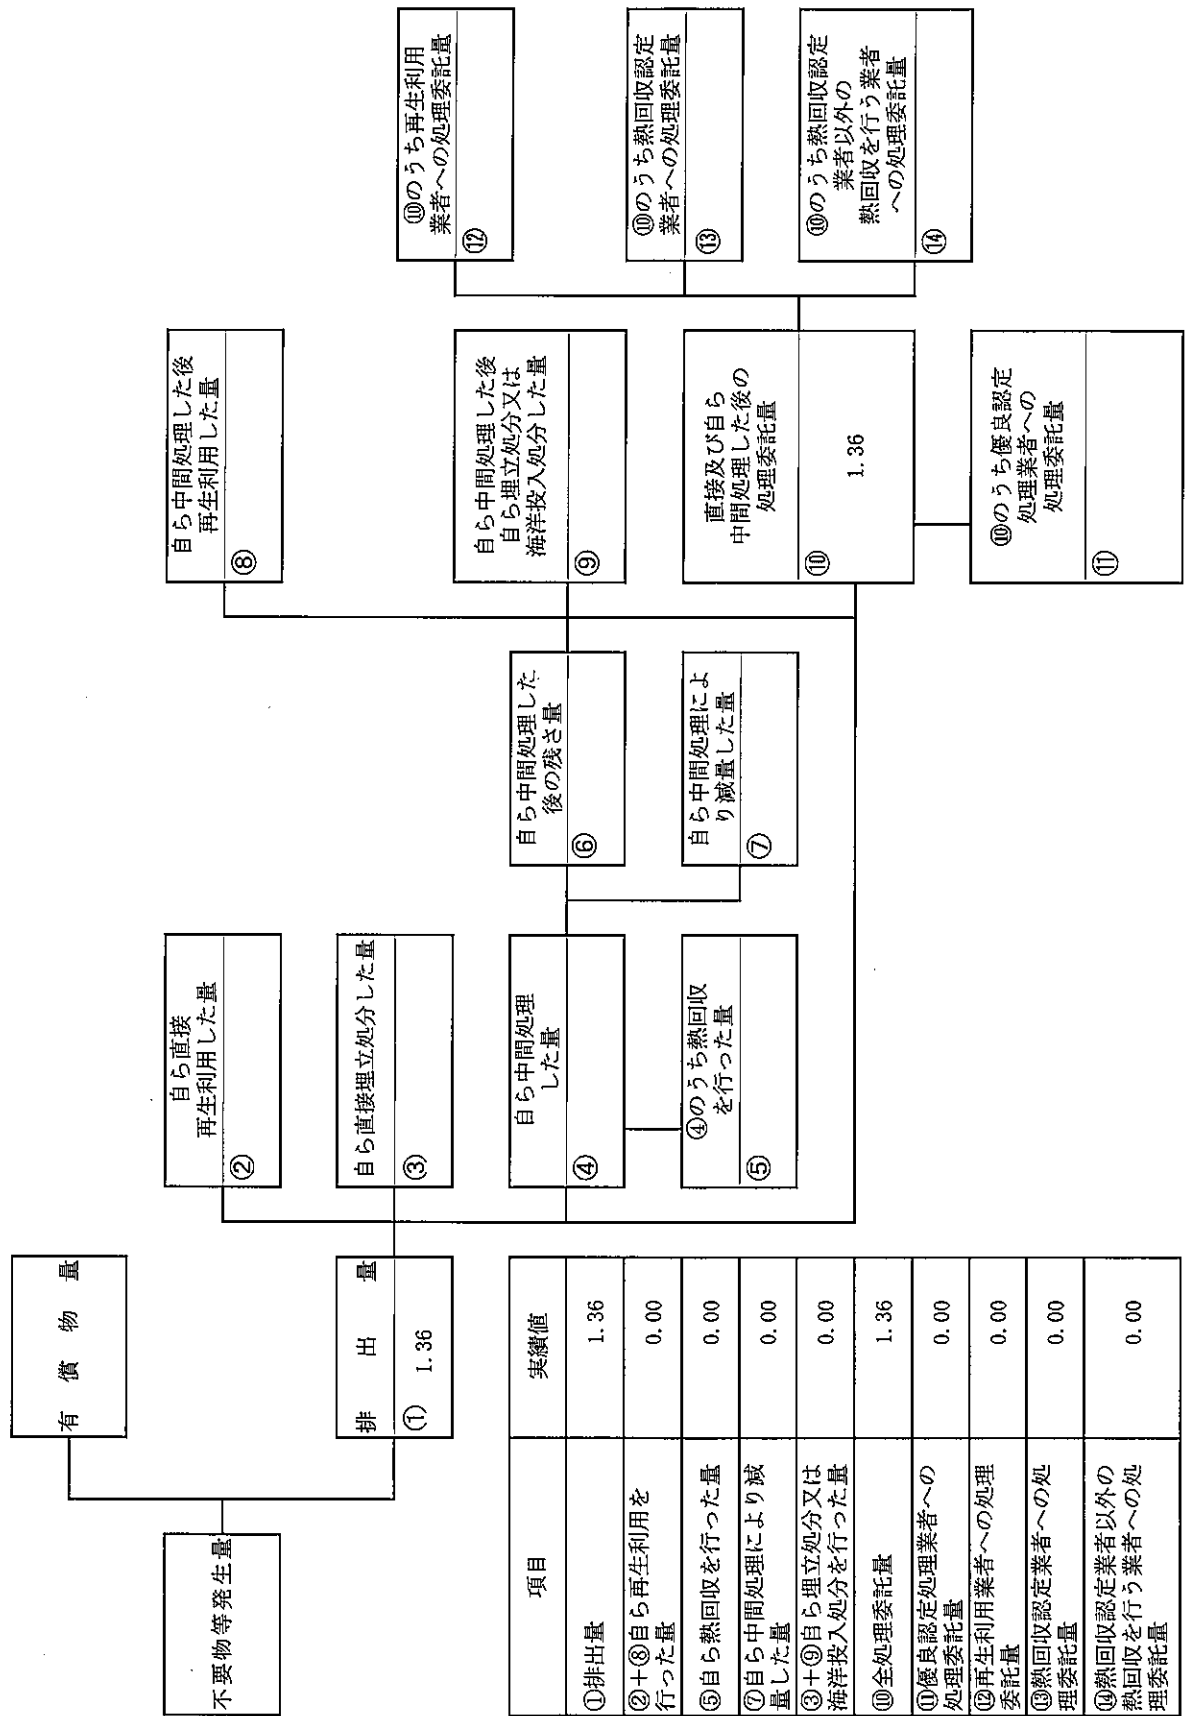 不要物等発生量
有償物量
排出量
① 1.36
自ら直接
再生利用した量
②
自ら直接埋立処分した量
③
自ら中間処理
した量
④
④のうち熱回収
を行った量
⑤
自ら中間処理した
後の残さ量
⑥
自ら中間処理によ
り減量した量
⑦
自ら中間処理した後
再生利用した量
⑧
自ら中間処理した後
自ら埋立処分又は
海洋投入処分した量
⑨
直接及び自ら
中間処理した後の
処理委託量
⑩ 1.36
⑩のうち優良認定
処理業者への
処理委託量
⑪
⑩のうち再生利用
業者への処理委託量
⑫
⑩のうち熱回収認定
業者への処理委託量
⑬
⑩のうち熱回収認定
業者以外の
熱回収を行う業者
への処理委託量
⑭
項目 実績値
①排出量 1.36
②+⑧自ら再生利用を
行った量 0.00
⑤自ら熱回収を行った量 0.00
⑦自ら中間処理により減
量した量 0.00
③+⑨自ら埋立処分又は
海洋投入処分を行った量 0.00
⑩全処理委託量 1.36
⑪優良認定処理業者への
処理委託量 0.00
⑫再生利用業者への処理
委託量 0.00
⑬熱回収認定業者への処
理委託量 0.00
⑭熱回収認定業者以外の
熱回収を行う業者への処
理委託量 0.00